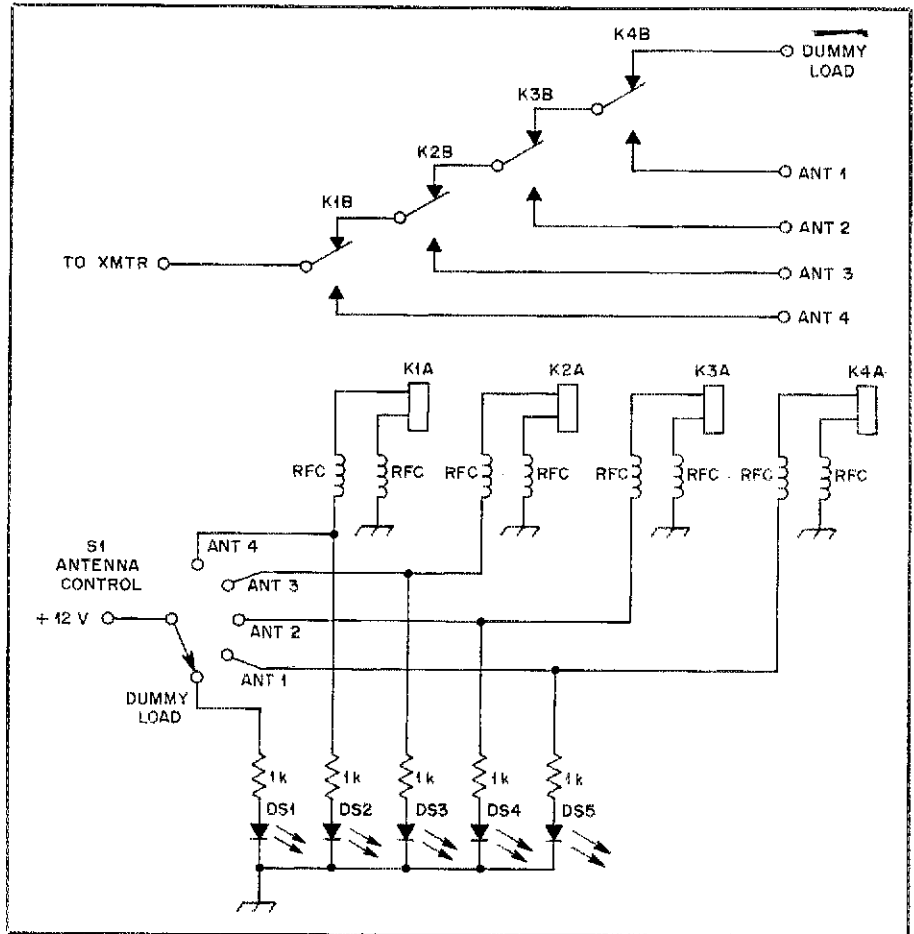 K4B
DUMMY
LOAD
K3B
K2B
ANT 1
K1B
ANT 2
TO XMTR
ANT 3
ANT 4
K1A
K2A
K3A
K4A
RFC
RFC
RFC
RFC
RFC
RFC
RFC
RFC
S1
ANTENNA
CONTROL
ANT 4
ANT 3
+ 12 V
ANT 2
ANT 1
DUMMY
LOAD
1k
1k
1k
1k
1k
DS1
DS2
DS3
DS4
DS5